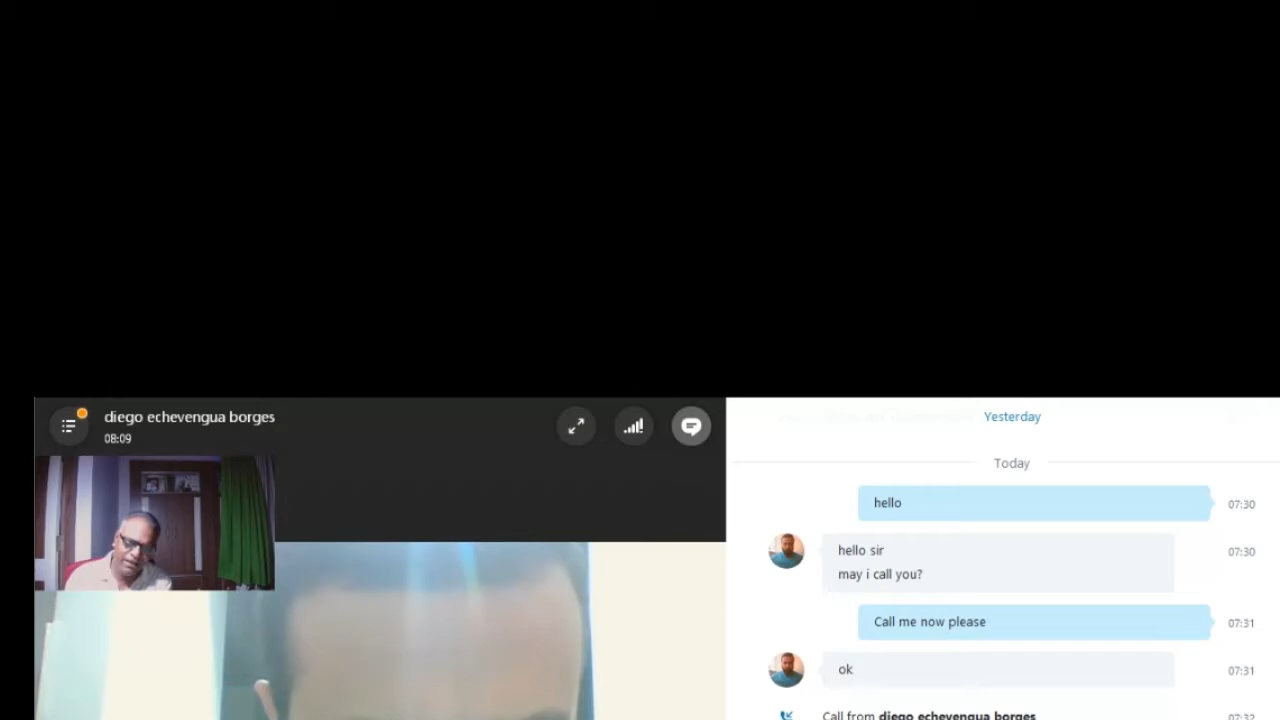 diego echevengua borges
08:09
Yesterday
Today
hello
07:30
hello sir
07:30
may i call you?
Call me now please
07:31
ok
07:31
Call from diego echevengua borges
07:32